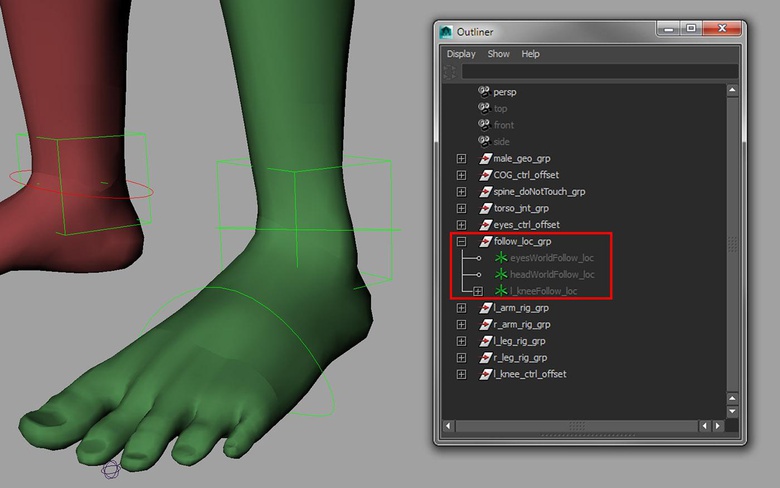 Outliner
Display Show Help
persp
top
front
side
male_geo_grp
COG_ctrl_offset
spine_doNotTouch_grp
torso_jnt_grp
eyes_ctrl_offset
follow_loc_grp
eyesWorldFollow_loc
headWorldFollow_loc
l_kneeFollow_loc
l_arm_rig_grp
r_arm_rig_grp
l_leg_rig_grp
r_leg_rig_grp
l_knee_ctrl_offset